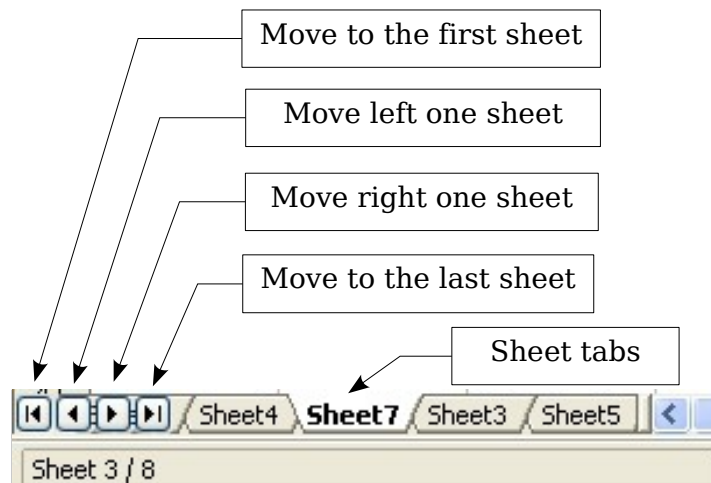 Move to the first sheet
Move left one sheet
Move right one sheet
Move to the last sheet
Sheet tabs
Sheet4 Sheet7 Sheet3 Sheet5
Sheet 3 / 8